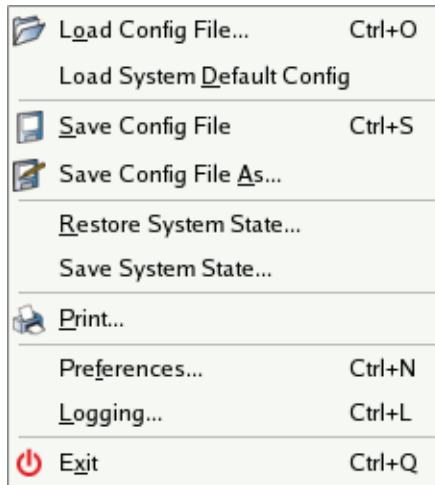 Load Config File... Ctrl+O
Load System Default Config
Save Config File Ctrl+S
Save Config File As...
Restore System State...
Save System State...
Print...
Preferences... Ctrl+N
Logging... Ctrl+L
Exit Ctrl+Q